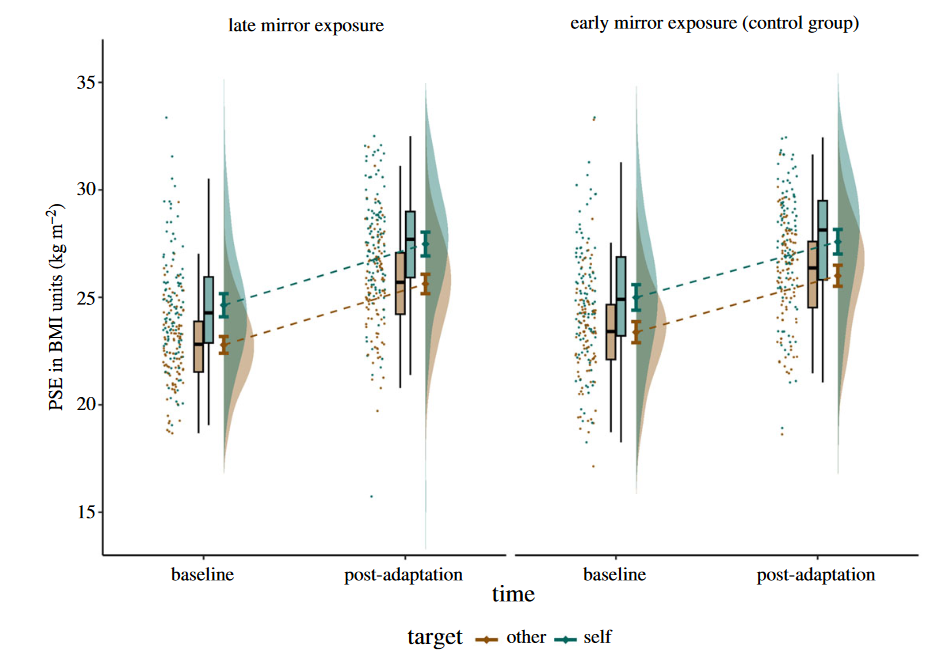 late mirror exposure
early mirror exposure (control group)
PSE in BMI units (kg m−2)
35
30
25
20
15
baseline
post-adaptation
baseline
post-adaptation
time
target other self